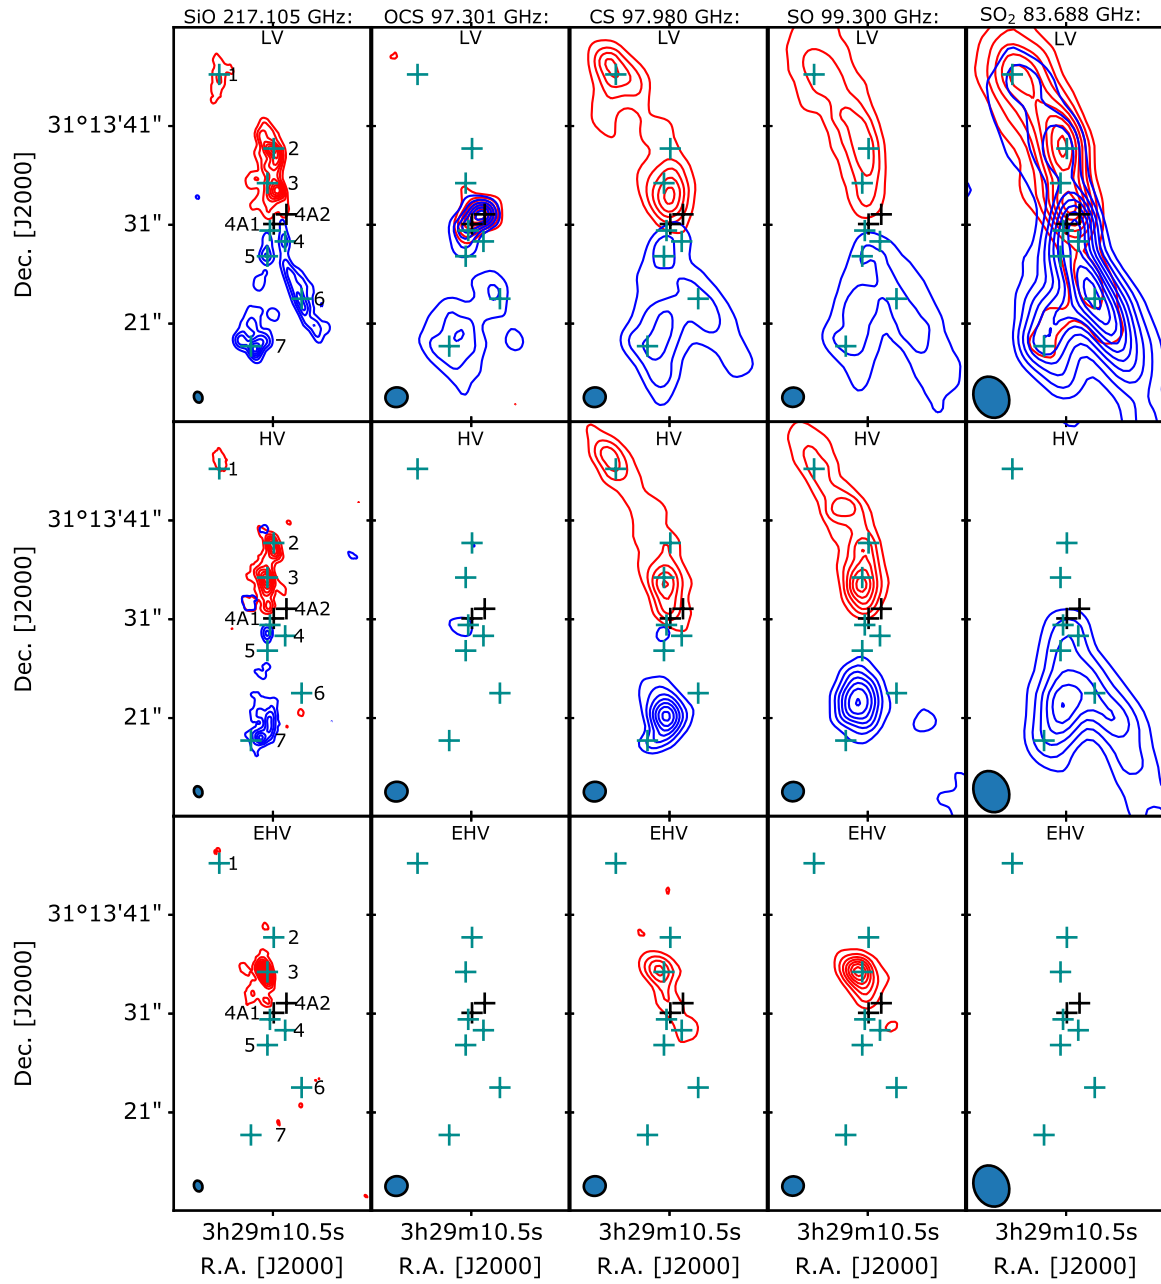 SiO 217.105 GHz: OCS 97.301 GHz: CS 97.980 GHz: SO 99.300 GHz: SO₂ 83.688 GHz:
LV LV LV LV LV
1
31°13'41"
2
3
4A2
31"
4A1
4
5
6
21"
7
Dec. [J2000]
HV HV HV HV HV
1
31°13'41"
2
3
4A2
31"
4A1
4
5
6
21"
7
Dec. [J2000]
EHV EHV EHV EHV EHV
1
31°13'41"
2
3
4A2
31"
4A1
4
5
6
21"
7
Dec. [J2000]
3h29m10.5s 3h29m10.5s 3h29m10.5s 3h29m10.5s 3h29m10.5s
R.A. [J2000] R.A. [J2000] R.A. [J2000] R.A. [J2000] R.A. [J2000]